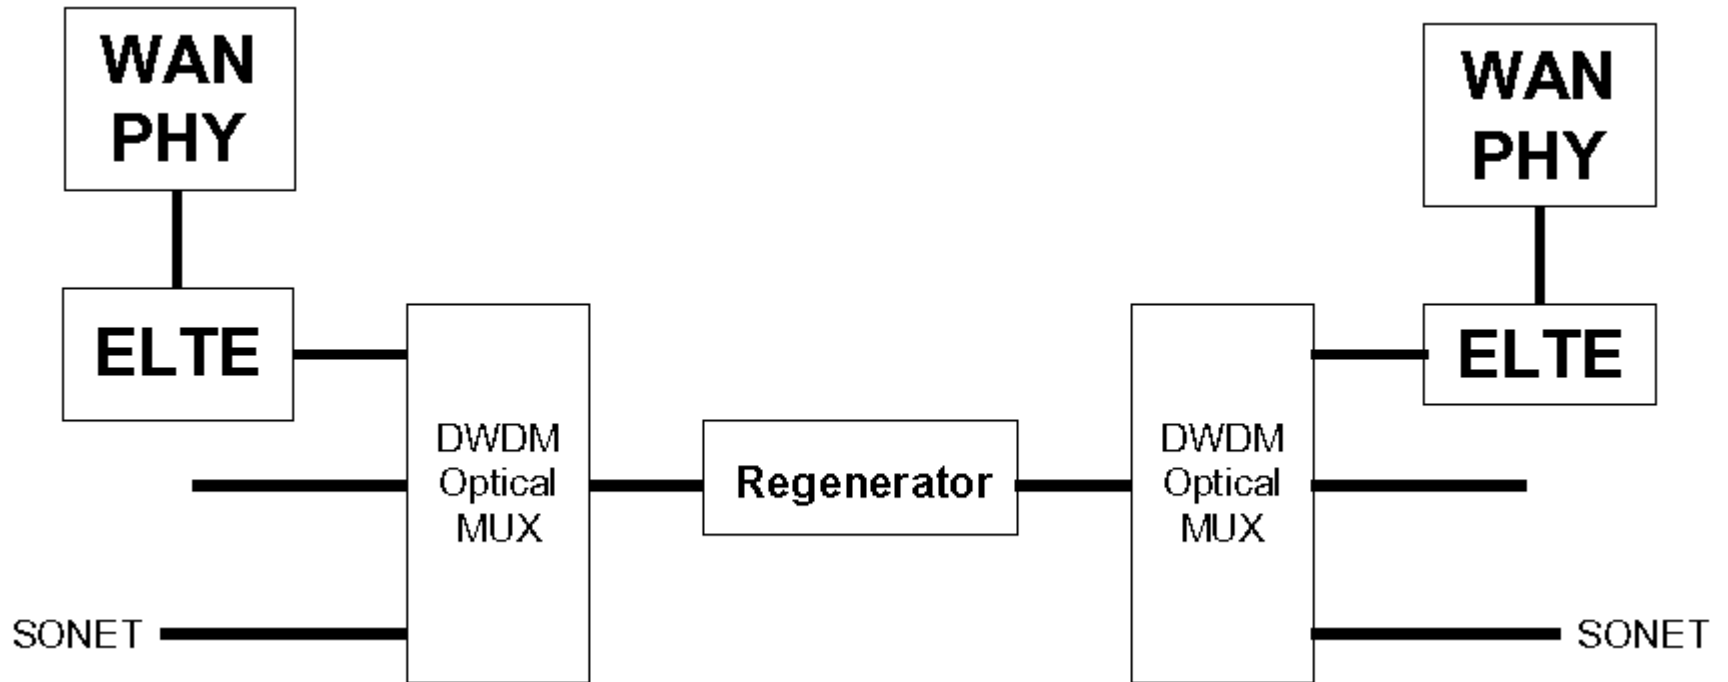 WAN
PHY
WAN
PHY
ELTE
ELTE
DWDM
Optical
MUX
Regenerator
DWDM
Optical
MUX
SONET
SONET